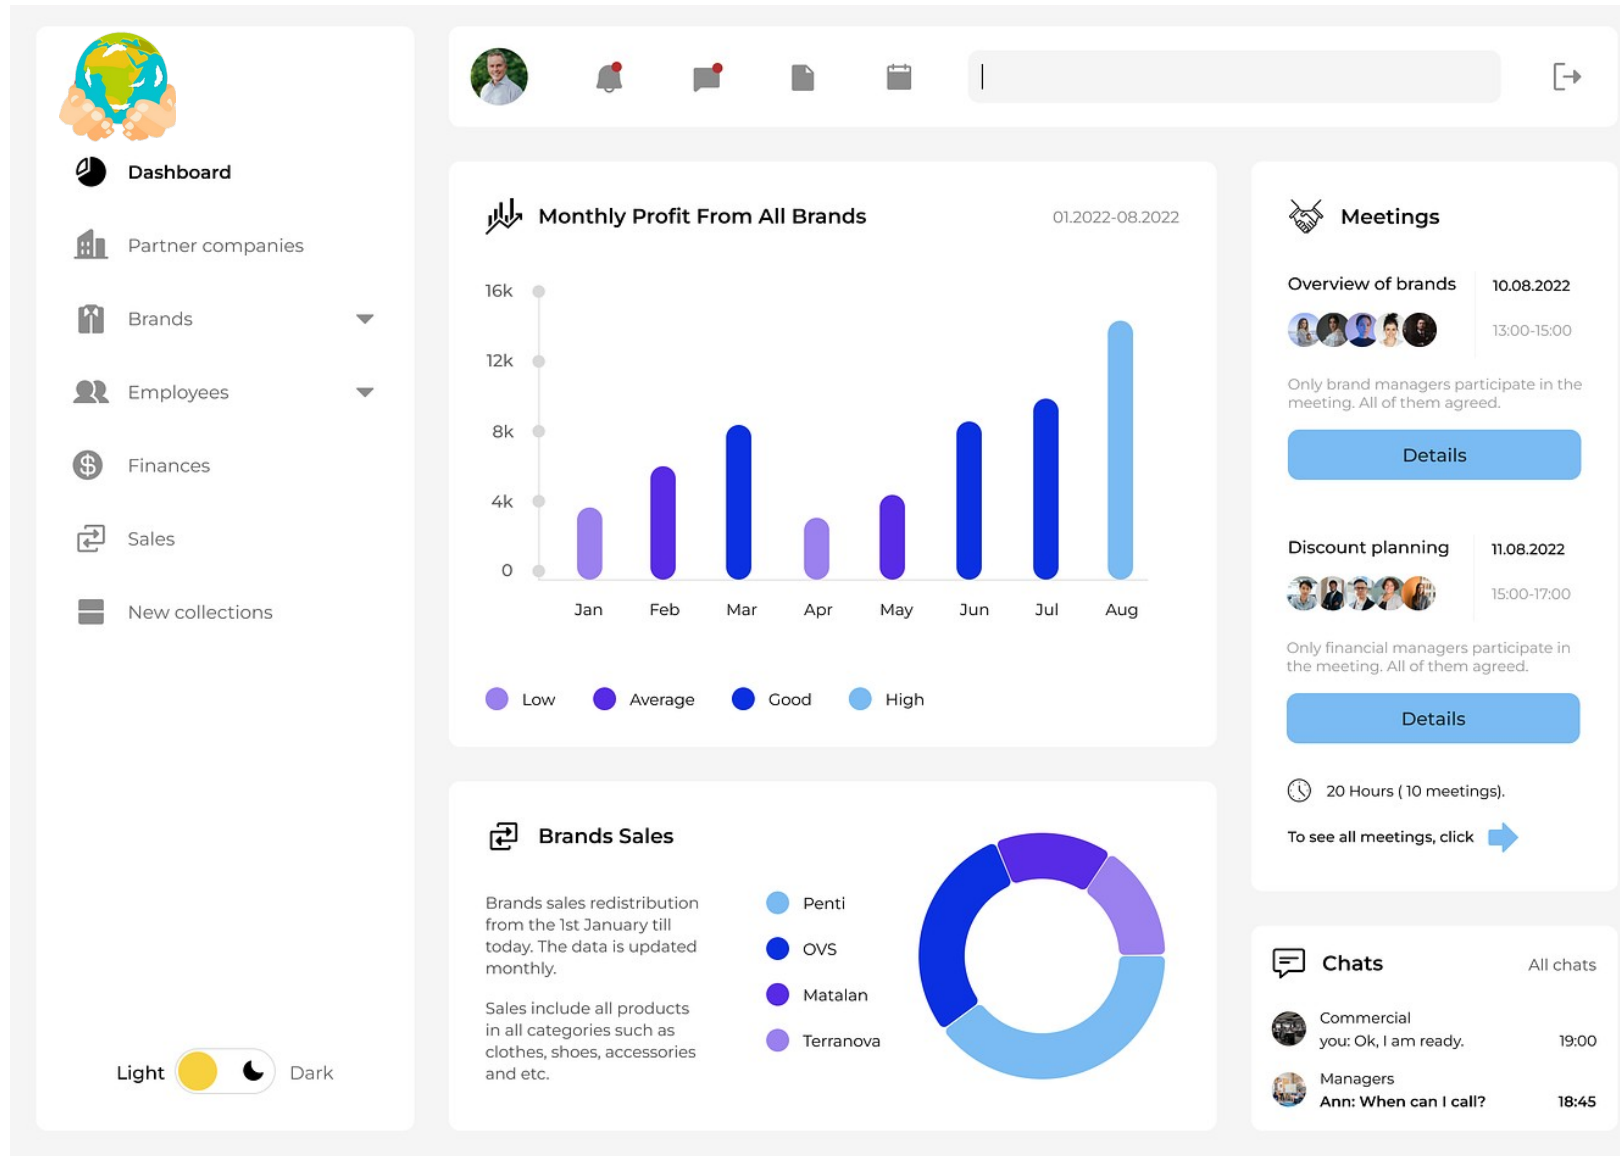 Dashboard
Partner companies
Brands
Employees
Finances
Sales
New collections
Light
Dark
Monthly Profit From All Brands
01.2022-08.2022
16k
12k
8k
4k
0
Jan Feb Mar Apr May Jun Jul Aug
Low Average Good High
Brands Sales
Brands sales redistribution
from the 1st January till
today. The data is updated
monthly.
Sales include all products
in all categories such as
clothes, shoes, accessories
and etc.
Penti
OVS
Matalan
Terranova
Meetings
Overview of brands
10.08.2022
13:00-15:00
Only brand managers participate in the
meeting. All of them agreed.
Details
Discount planning
11.08.2022
15:00-17:00
Only financial managers participate in
the meeting. All of them agreed.
Details
20 Hours ( 10 meetings).
To see all meetings, click
Chats
All chats
Commercial
you: Ok, I am ready.
19:00
Managers
Ann: When can I call?
18:45